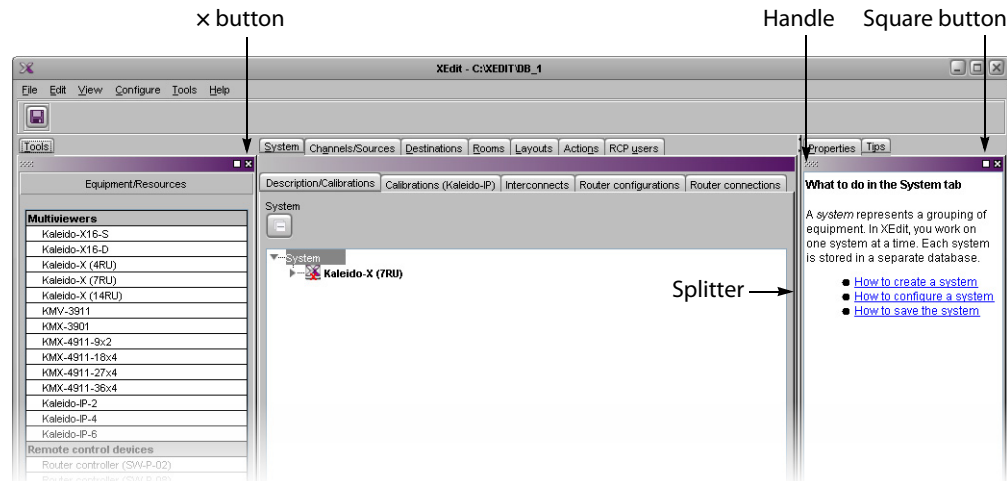 × button
Handle
Square button
XEdit - C:\XEDIT\DB_1
File Edit View Configure Tools Help
Tools
System Channels/Sources Destinations Rooms Layouts Actions RCP users
Properties Tips
Equipment/Resources
Description/Calibrations Calibrations (Kaleido-IP) Interconnects Router configurations Router connections
What to do in the System tab
System
A system represents a grouping of
equipment. In XEdit, you work on
one system at a time. Each system
is stored in a separate database.
How to create a system
How to configure a system
How to save the system
Multiviewers
Kaleido-X16-S
Kaleido-X16-D
Kaleido-X (4RU)
Kaleido-X (7RU)
Kaleido-X (14RU)
KMV-3911
KMX-3901
KMX-4911-9x2
KMX-4911-18x4
KMX-4911-27x4
KMX-4911-36x4
Kaleido-IP-2
Kaleido-IP-4
Kaleido-IP-6
Remote control devices
Router controller (SW-P-02)
Router controller (SW-P-08)
System
Kaleido-X (7RU)
Splitter